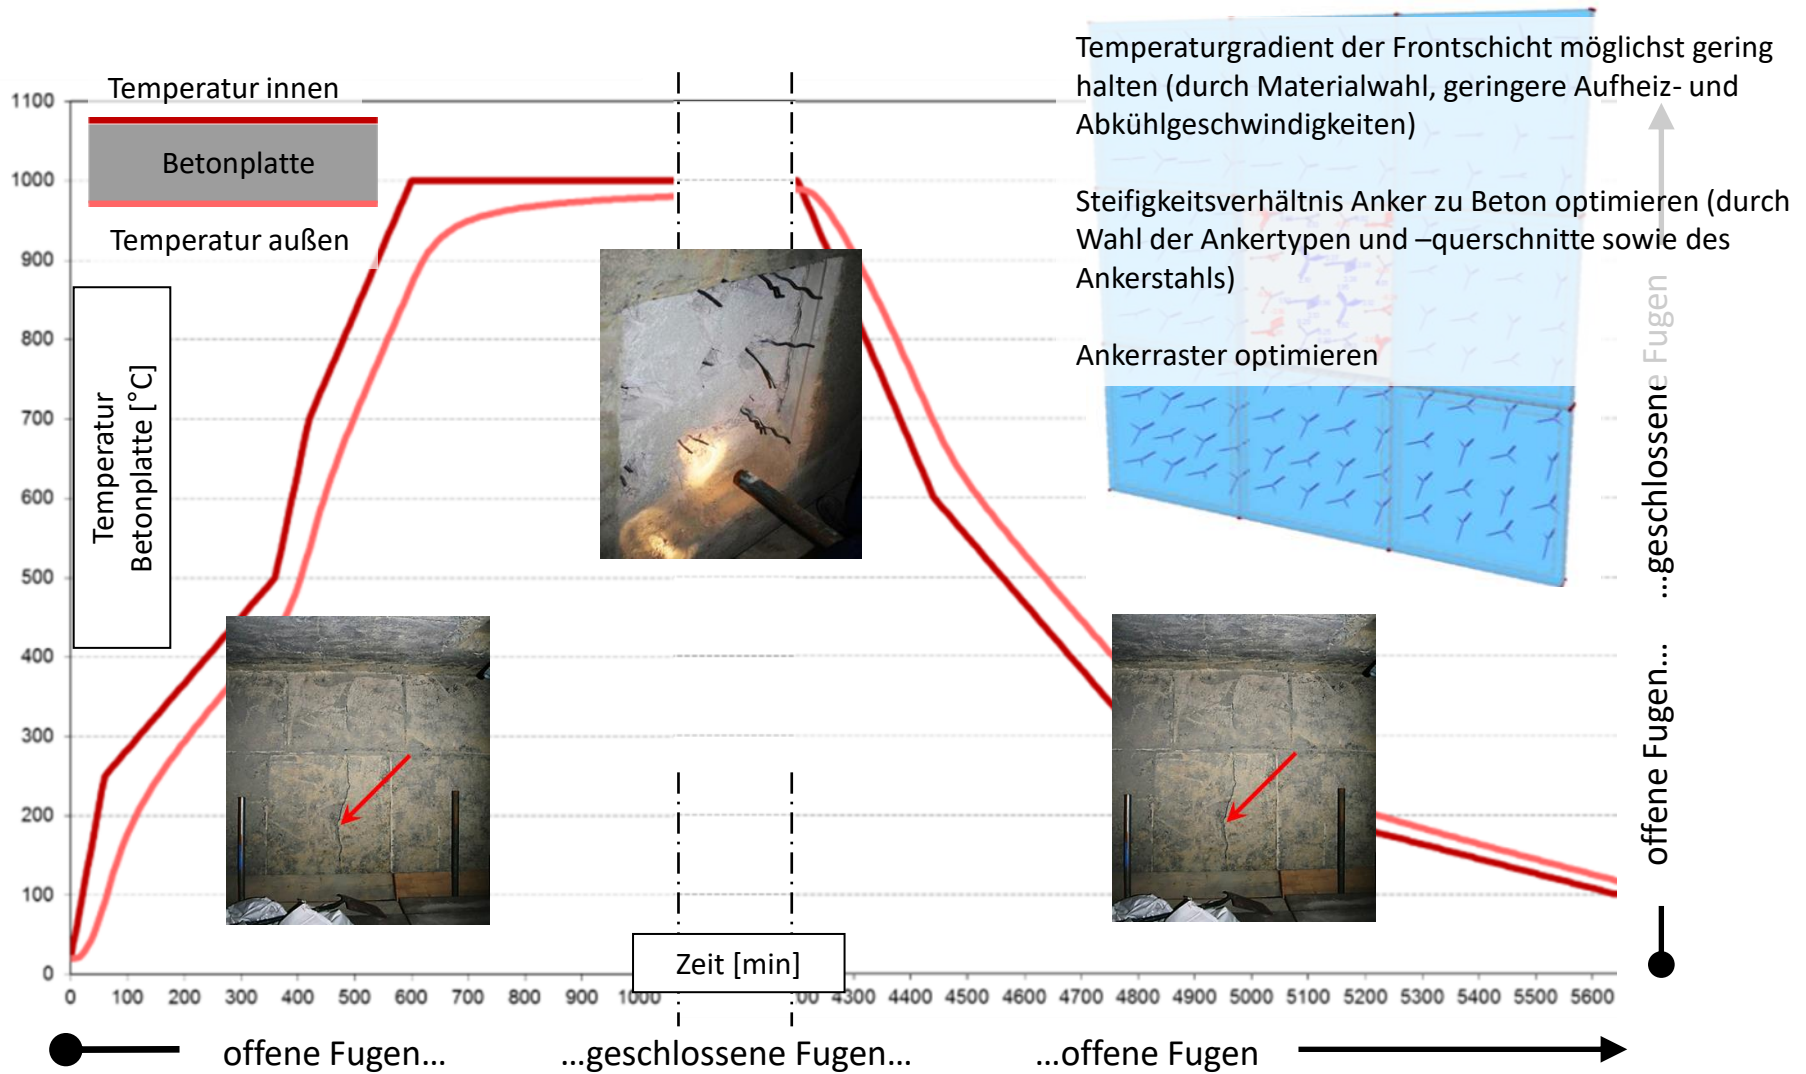 Temperaturgradient der Frontschicht möglichst gering
halten (durch Materialwahl, geringere Aufheiz- und
Abkühlgeschwindigkeiten)
Steifigkeitsverhältnis Anker zu Beton optimieren (durch
Wahl der Ankertypen und –querschnitte sowie des
Ankerstahls)
Ankerraster optimieren
Temperatur innen
Betonplatte
Temperatur außen
1100
1000
900
800
700
600
500
400
300
200
100
0
Temperatur
Betonplatte [°C]
offene Fugen... ...geschlossene Fugen
Zeit [min]
0 100 200 300 400 500 600 700 800 900 1000 00 4300 4400 4500 4600 4700 4800 4900 5000 5100 5200 5300 5400 5500 5600
offene Fugen... ...geschlossene Fugen... ...offene Fugen